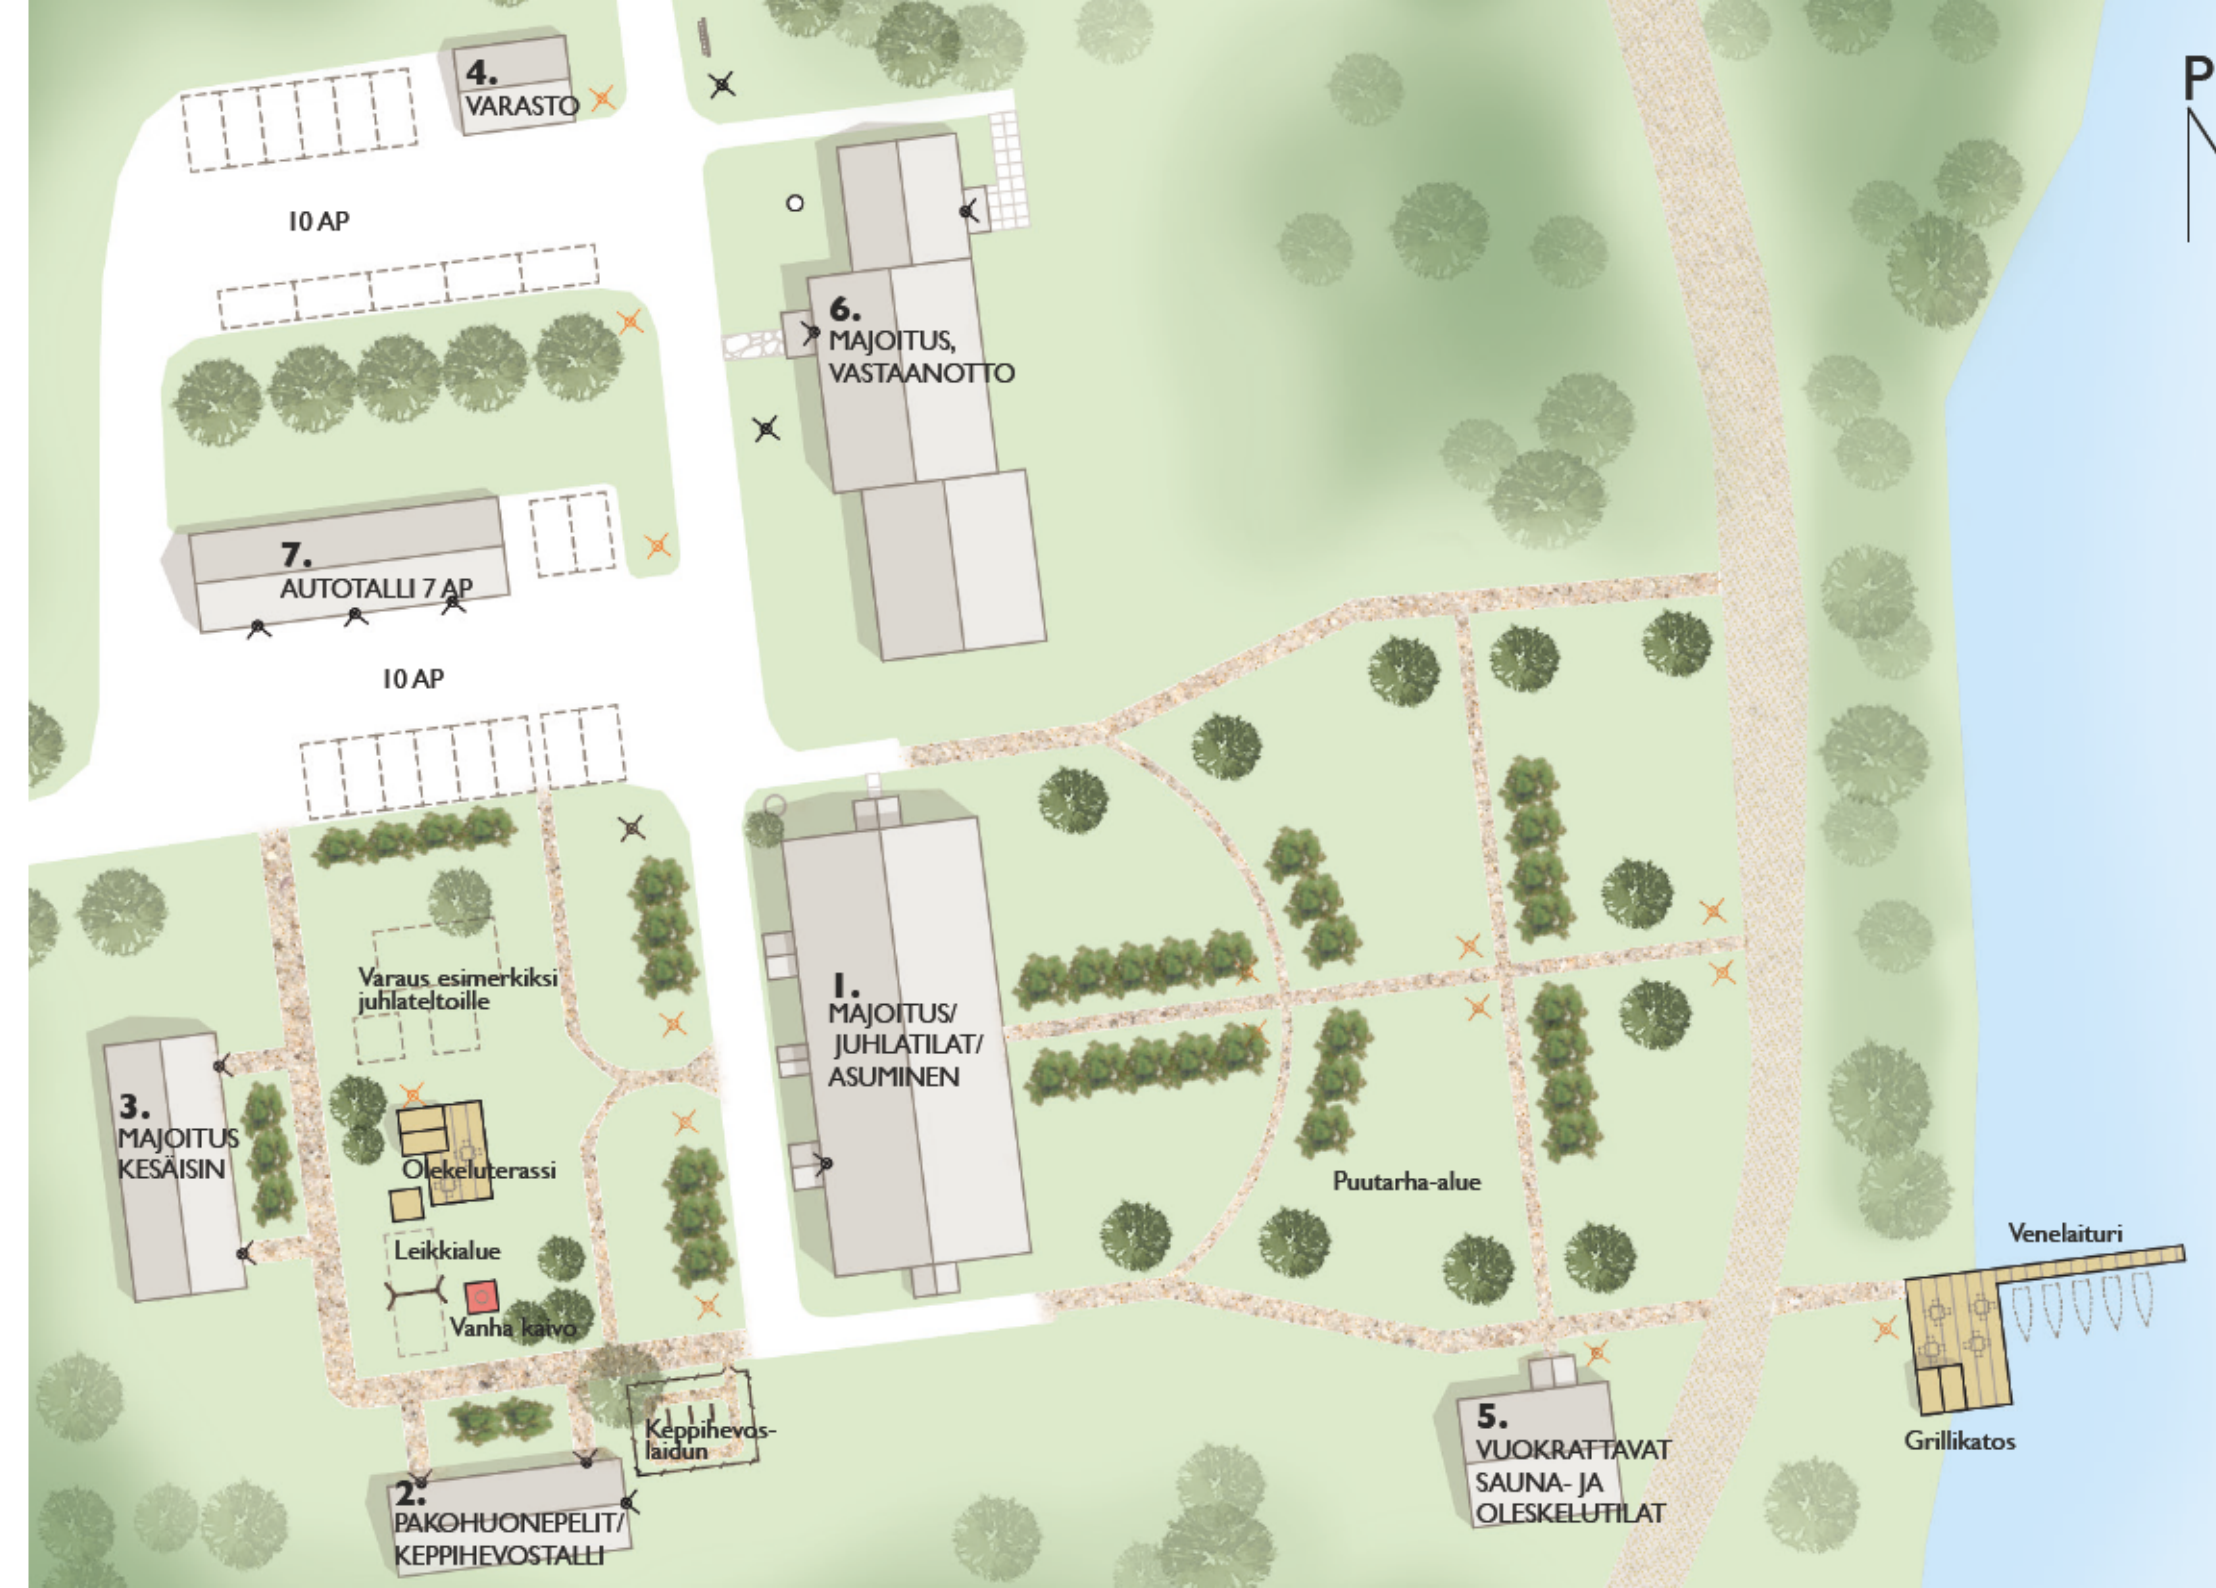 4.
VARASTO
P
10 AP
6.
MAJOITUS,
VASTAANOTTO
7.
AUTOTALLI 7 AP
10 AP
Varaus esimerkiksi
juhlateltoille
1.
MAJOITUS/
JUHLATILAT/
ASUMINEN
3.
MAJOITUS
KESÄISIN
Olekeluterassi
Puutarha-alue
Leikkialue
Venelaituri
Vanha kaivo
Keppihevos-
laidun
5.
VUOKRATTAVAT
SAUNA- JA
OLESKELUTILAT
Grillikatos
2.
PAKOHUONEPELIT/
KEPPIHEVOSTALLI